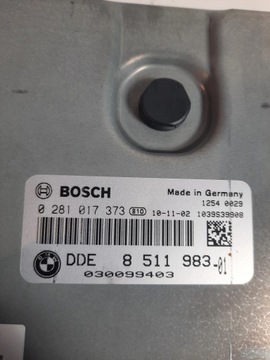 BOSCH
Made in Germany
1254 0029
0 281 017 373 810 10-11-02 1039S39908
DDE 8 511 983-01
030099403